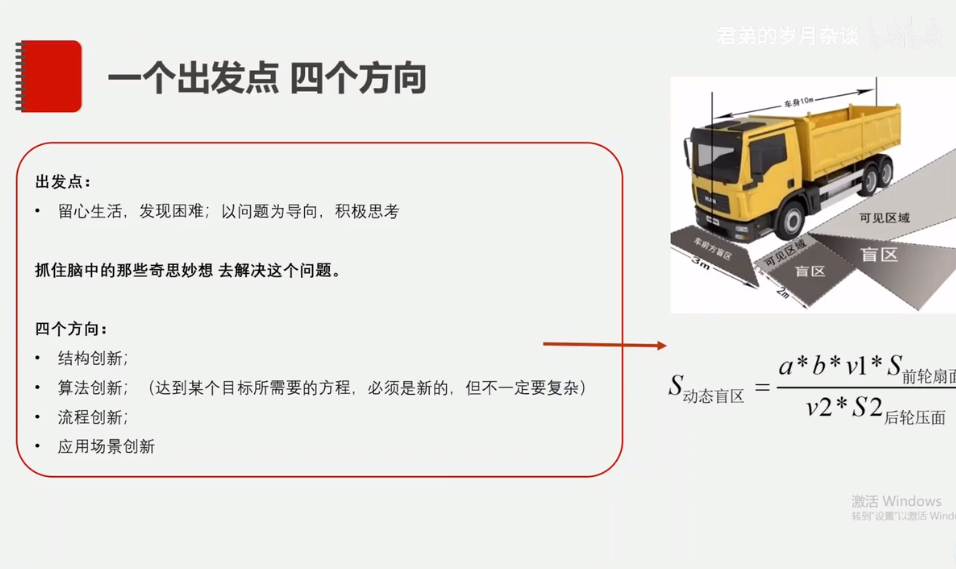 君弟的岁月杂谈
一个出发点 四个方向
出发点：
• 留心生活，发现困难；以问题为导向，积极思考
抓住脑中的那些奇思妙想 去解决这个问题。
四个方向：
• 结构创新；
• 算法创新；（达到某个目标所需要的方程，必须是新的，但不一定要复杂）
• 流程创新；
• 应用场景创新
车身10m
可见区域
车前方盲区
可见区域
盲区
盲区
3m
2m
S动态盲区 = a*b*v1*S前轮扇面 / v2*S2后轮压面
激活 Windows
转到"设置"以激活 Windo